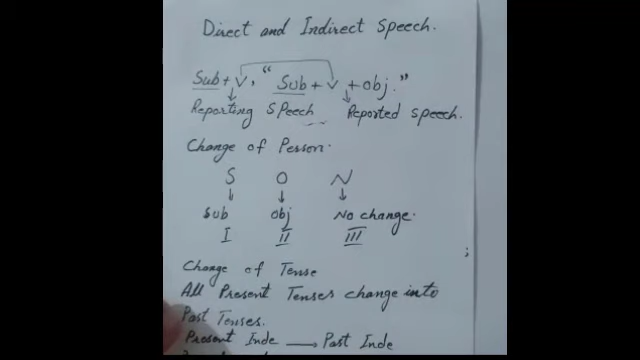 Direct and Indirect Speech.
Sub + V, " Sub + V + obj."
Reporting Speech Reported Speech.
Change of Person.
S O N
Sub obj No change.
I II III
Change of Tense
All Present Tenses change into
Past Tenses.
Present Inde → Past Inde